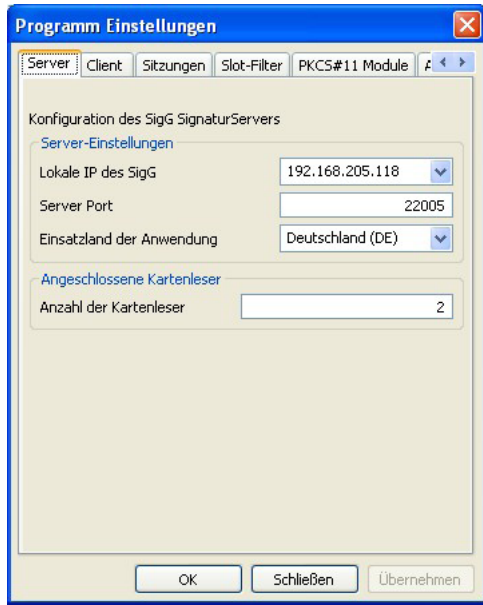 Programm Einstellungen
Server Client Sitzungen Slot-Filter PKCS#11 Module
Konfiguration des SigG SignaturServers
Server-Einstellungen
Lokale IP des SigG 192.168.205.118
Server Port 22005
Einsatzland der Anwendung Deutschland (DE)
Angeschlossene Kartenleser
Anzahl der Kartenleser 2
OK Schließen Übernehmen